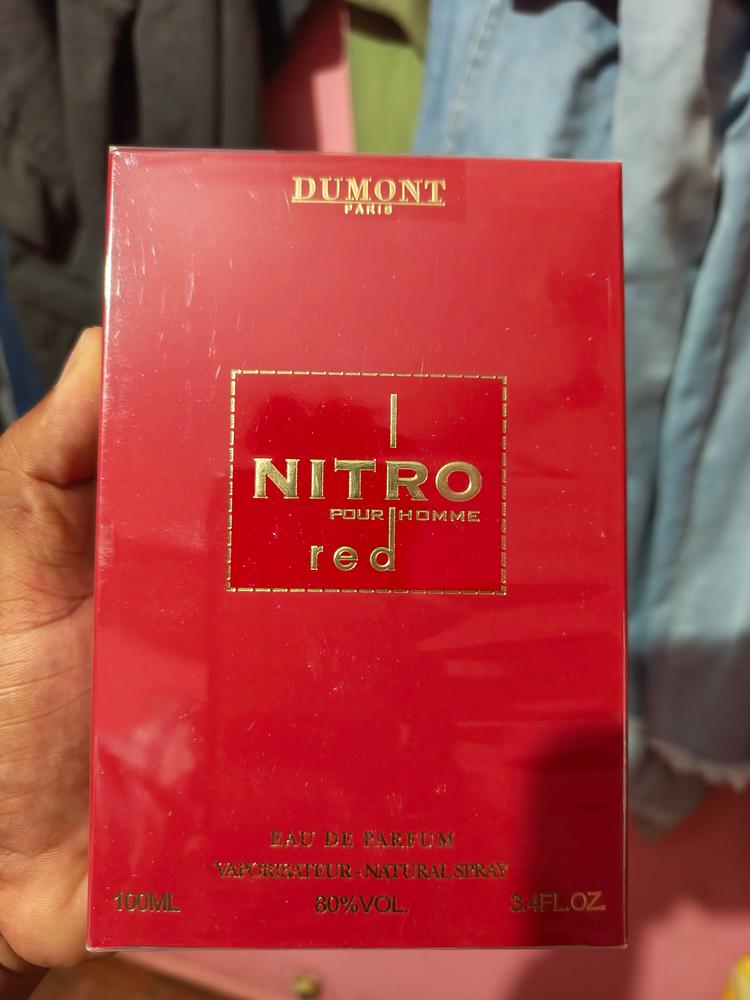 DUMONT
PARIS
NITRO
POUR HOMME
red
EAU DE PARFUM
VAPORISATEUR-NATURAL SPRAY
100ML 80%VOL. 3.4FL.OZ